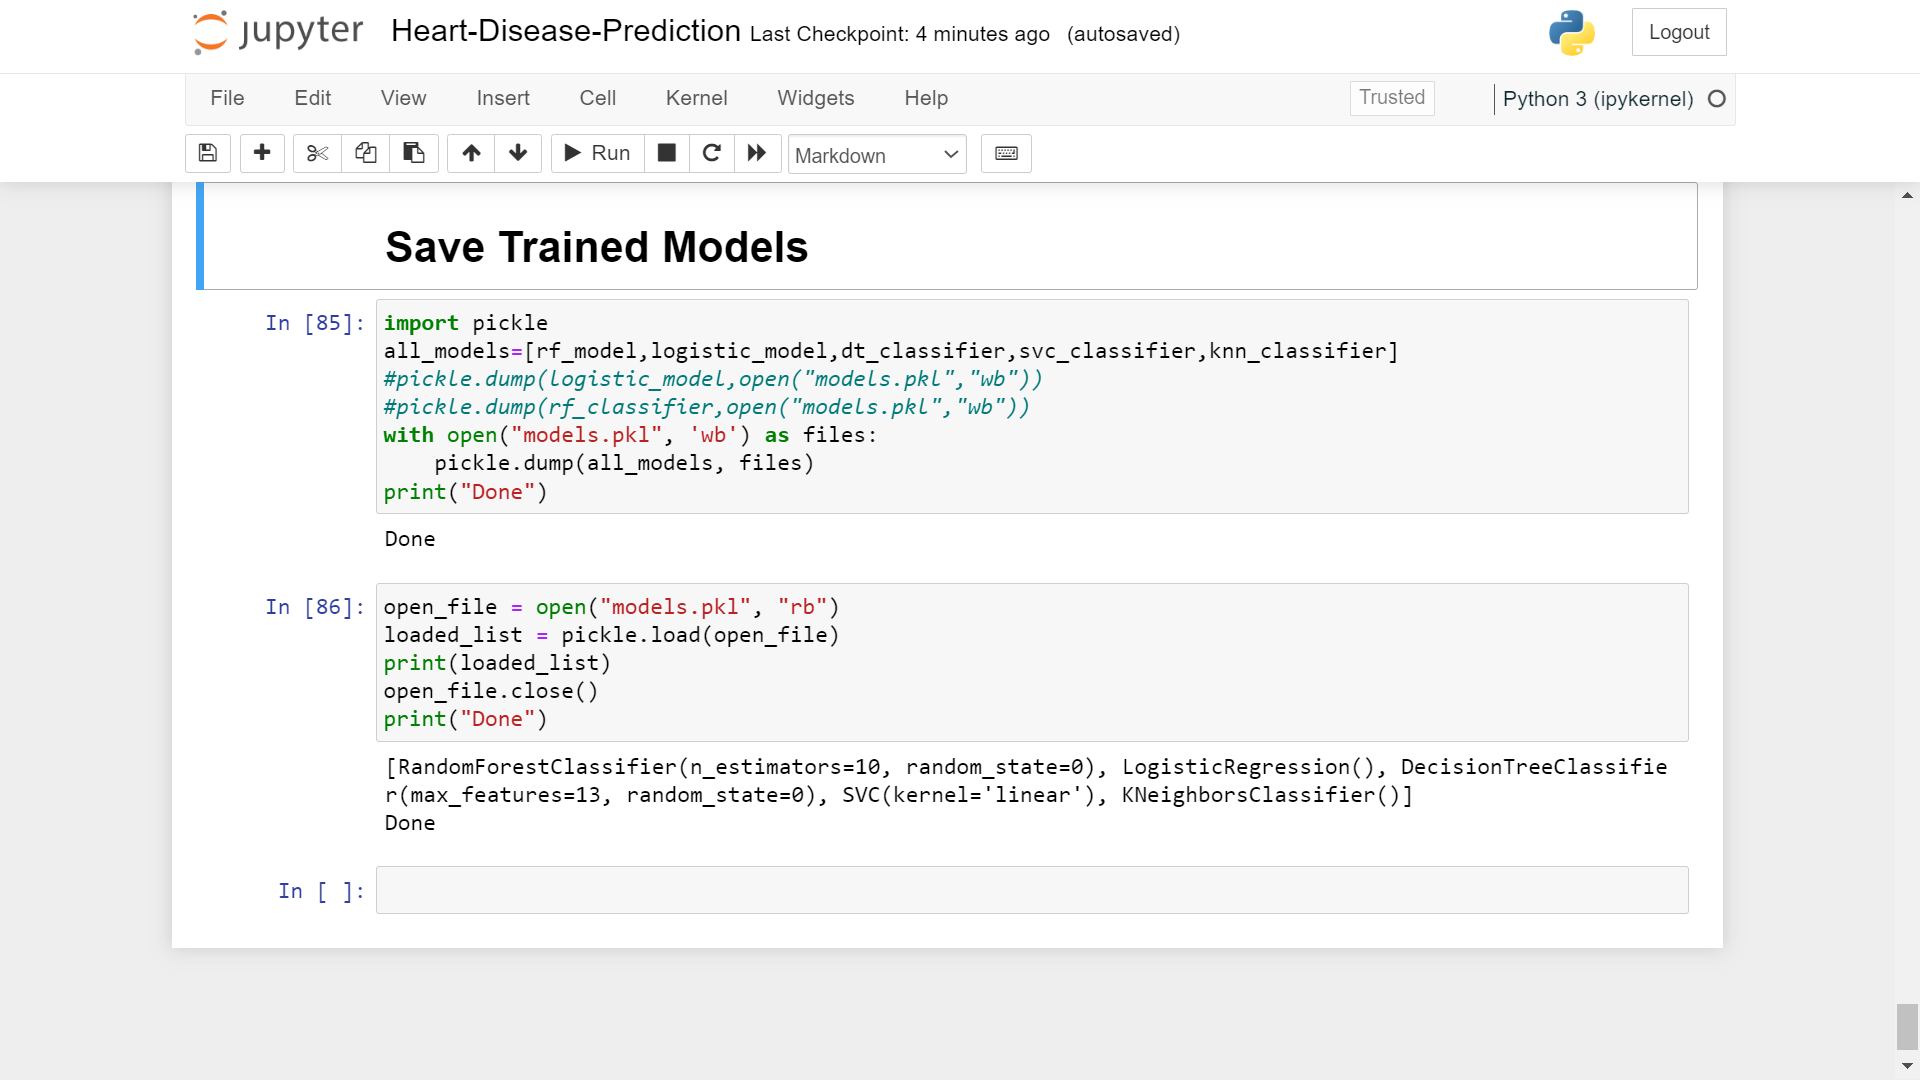 jupyter Heart-Disease-Prediction Last Checkpoint: 4 minutes ago (autosaved) Logout
File Edit View Insert Cell Kernel Widgets Help Trusted Python 3 (ipykernel)
Run Markdown
Save Trained Models
In [85]: import pickle
all_models=[rf_model,logistic_model,dt_classifier,svc_classifier,knn_classifier]
#pickle.dump(logistic_model,open("models.pkl","wb"))
#pickle.dump(rf_classifier,open("models.pkl","wb"))
with open("models.pkl", 'wb') as files:
    pickle.dump(all_models, files)
print("Done")
Done
In [86]: open_file = open("models.pkl", "rb")
loaded_list = pickle.load(open_file)
print(loaded_list)
open_file.close()
print("Done")
[RandomForestClassifier(n_estimators=10, random_state=0), LogisticRegression(), DecisionTreeClassifie
r(max_features=13, random_state=0), SVC(kernel='linear'), KNeighborsClassifier()]
Done
In [ ]: